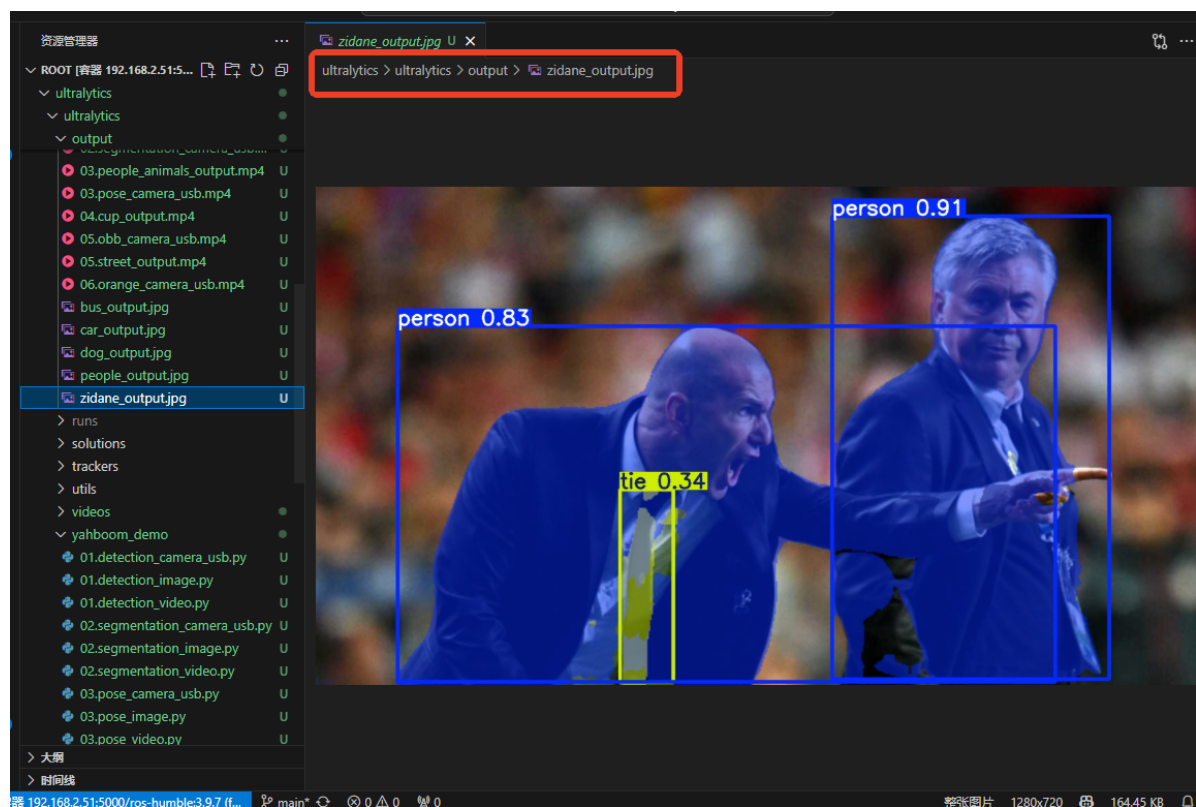 资源管理器
ROOT [容器 192.168.2.51:5...
ultralytics
ultralytics
output
02.segmentation_camera_usb.... U
03.people_animals_output.mp4 U
03.pose_camera_usb.mp4 U
04.cup_output.mp4 U
05.obb_camera_usb.mp4 U
05.street_output.mp4 U
06.orange_camera_usb.mp4 U
bus_output.jpg U
car_output.jpg U
dog_output.jpg U
people_output.jpg U
zidane_output.jpg U
runs
solutions
trackers
utils
videos
yahboom_demo
01.detection_camera_usb.py U
01.detection_image.py U
01.detection_video.py U
02.segmentation_camera_usb.py U
02.segmentation_image.py U
02.segmentation_video.py U
03.pose_camera_usb.py U
03.pose_image.py U
03.pose_video.py U
大纲
时间线
zidane_output.jpg U
ultralytics > ultralytics > output > zidane_output.jpg
person 0.91
person 0.83
tie 0.34
192.168.2.51:5000/ros-humble:3.9.7 (f... main* 0 0 0 整张图片 1280x720 164.45 KB